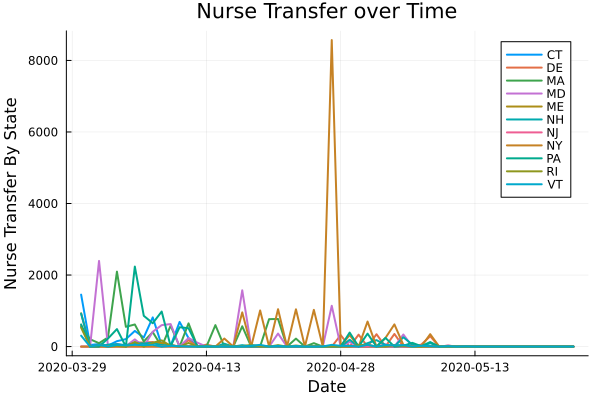 Nurse Transfer over Time
Nurse Transfer By State
8000
6000
4000
2000
0
2020-03-29
2020-04-13
2020-04-28
2020-05-13
Date
CT
DE
MA
MD
ME
NH
NJ
NY
PA
RI
VT